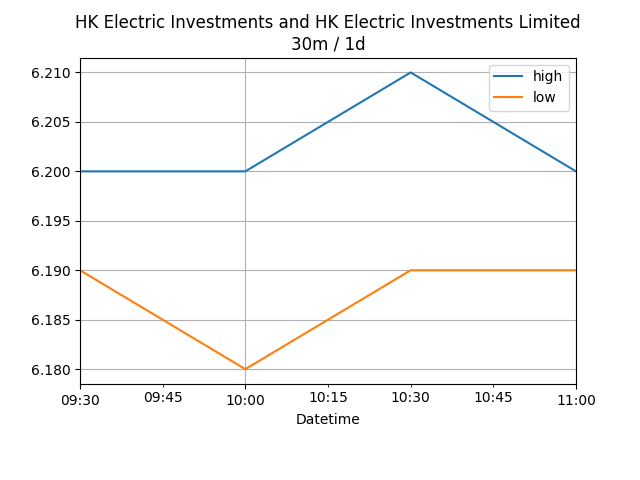 HK Electric Investments and HK Electric Investments Limited
30m / 1d
high
low
6.210
6.205
6.200
6.195
6.190
6.185
6.180
09:30 09:45 10:00 10:15 10:30 10:45 11:00
Datetime